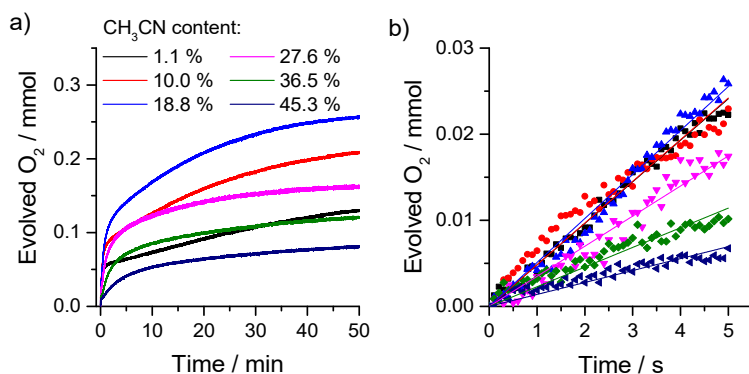 a)
CH₃CN content:
1.1 % 27.6 %
10.0 % 36.5 %
18.8 % 45.3 %
0.3
0.2
0.1
0.0
Evolved O₂ / mmol
0 10 20 30 40 50
Time / min
b)
0.03
0.02
0.01
0.00
Evolved O₂ / mmol
0 1 2 3 4 5
Time / s